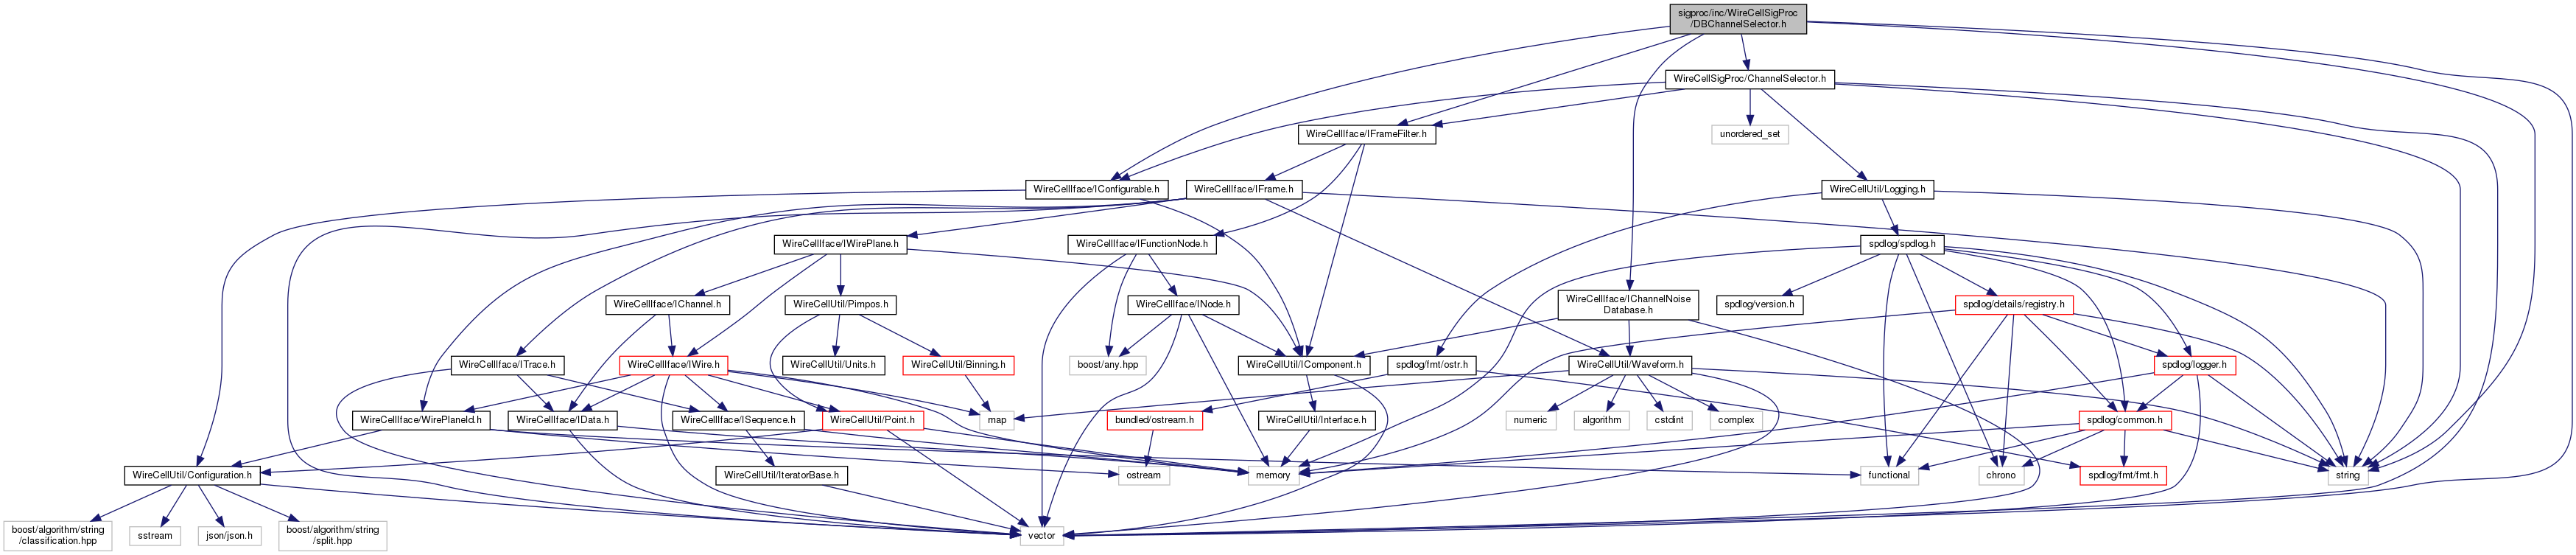 sigproc/inc/WireCellSigProc
/DBChannelSelector.h
WireCellSigProc/ChannelSelector.h
WireCellIface/IFrameFilter.h
unordered_set
WireCellIface/IConfigurable.h
WireCellIface/IFrame.h
WireCellUtil/Logging.h
WireCellIface/IWirePlane.h
WireCellIface/IFunctionNode.h
spdlog/spdlog.h
WireCellIface/IChannel.h
WireCellUtil/Pimpos.h
WireCellIface/INode.h
WireCellIface/IChannelNoise
Database.h
spdlog/version.h
spdlog/details/registry.h
WireCellIface/ITrace.h
WireCellIface/IWire.h
WireCellUtil/Units.h
WireCellUtil/Binning.h
boost/any.hpp
WireCellUtil/IComponent.h
spdlog/fmt/ostr.h
WireCellUtil/Waveform.h
spdlog/logger.h
WireCellIface/WirePlaneId.h
WireCellIface/IData.h
WireCellIface/ISequence.h
WireCellUtil/Point.h
map
bundled/ostream.h
WireCellUtil/Interface.h
numeric
algorithm
cstdint
complex
spdlog/common.h
WireCellUtil/Configuration.h
WireCellUtil/IteratorBase.h
ostream
memory
functional
chrono
spdlog/fmt/fmt.h
string
boost/algorithm/string
/classification.hpp
sstream
json/json.h
boost/algorithm/string
/split.hpp
vector